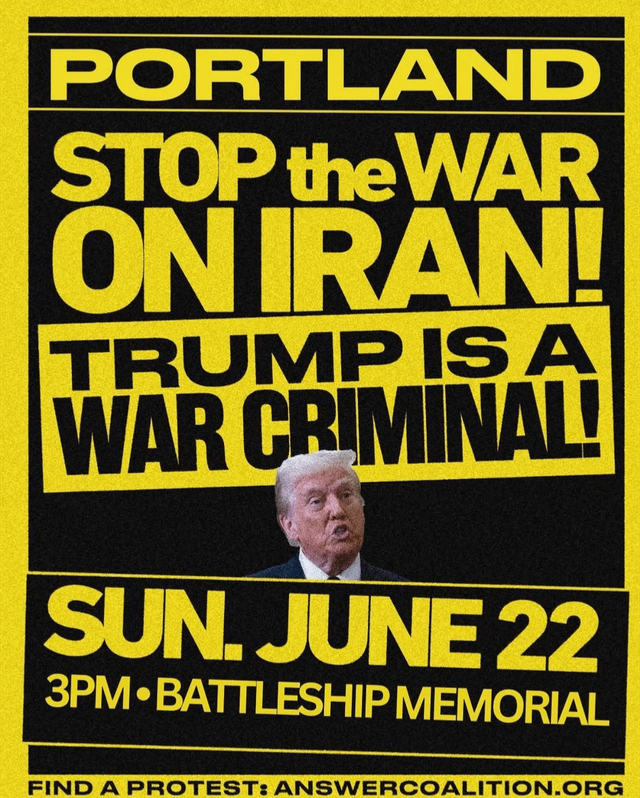 PORTLAND
STOP the WAR
ON IRAN!
TRUMP IS A
WAR CRIMINAL!
SUN. JUNE 22
3PM • BATTLESHIP MEMORIAL
FIND A PROTEST: ANSWERCOALITION.ORG